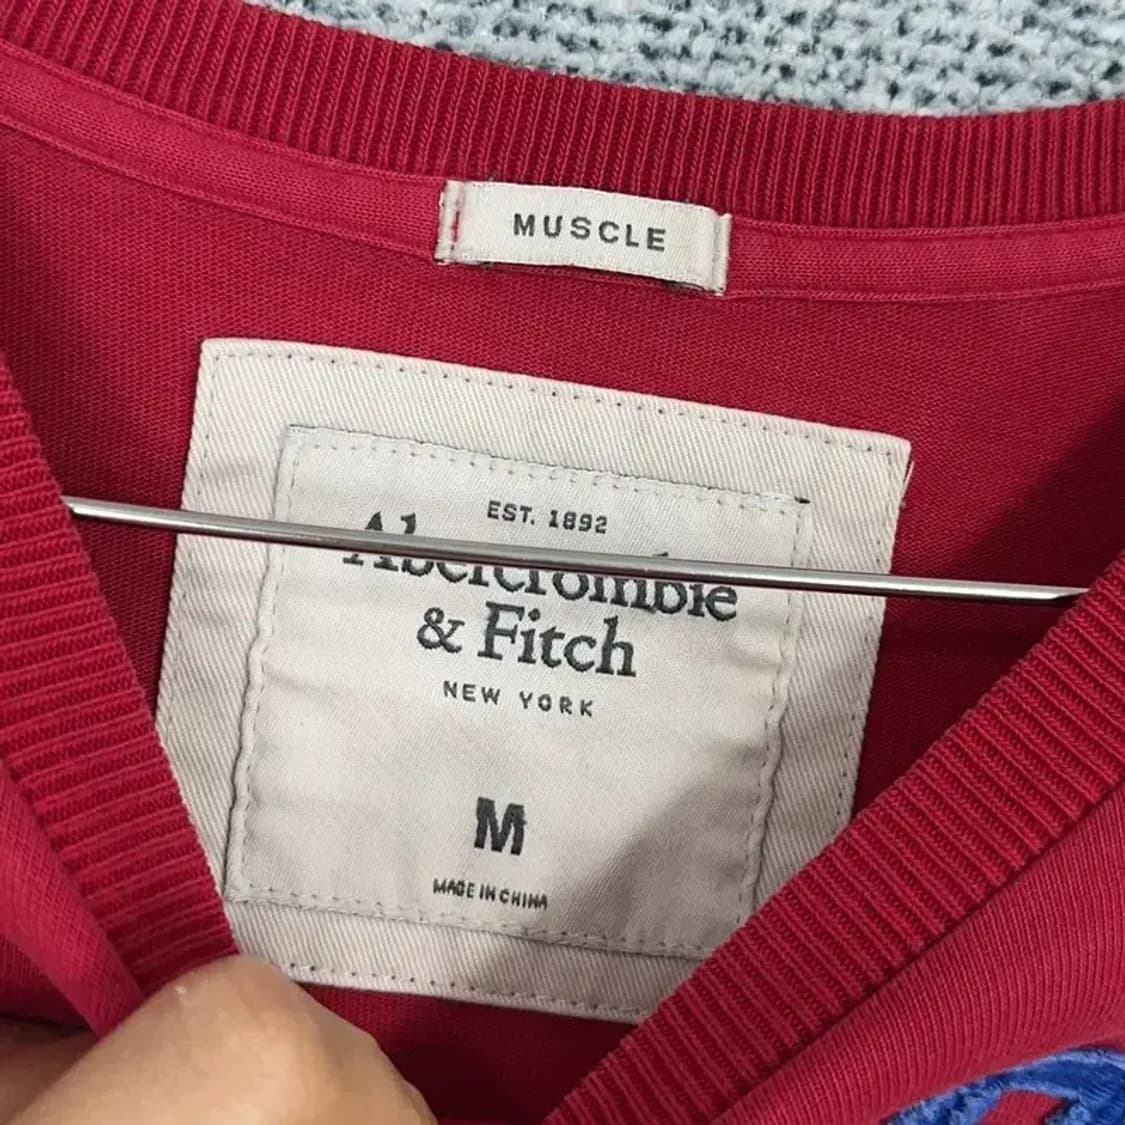 MUSCLE
EST. 1892
Abercrombie
& Fitch
NEW YORK
M
MADE IN CHINA